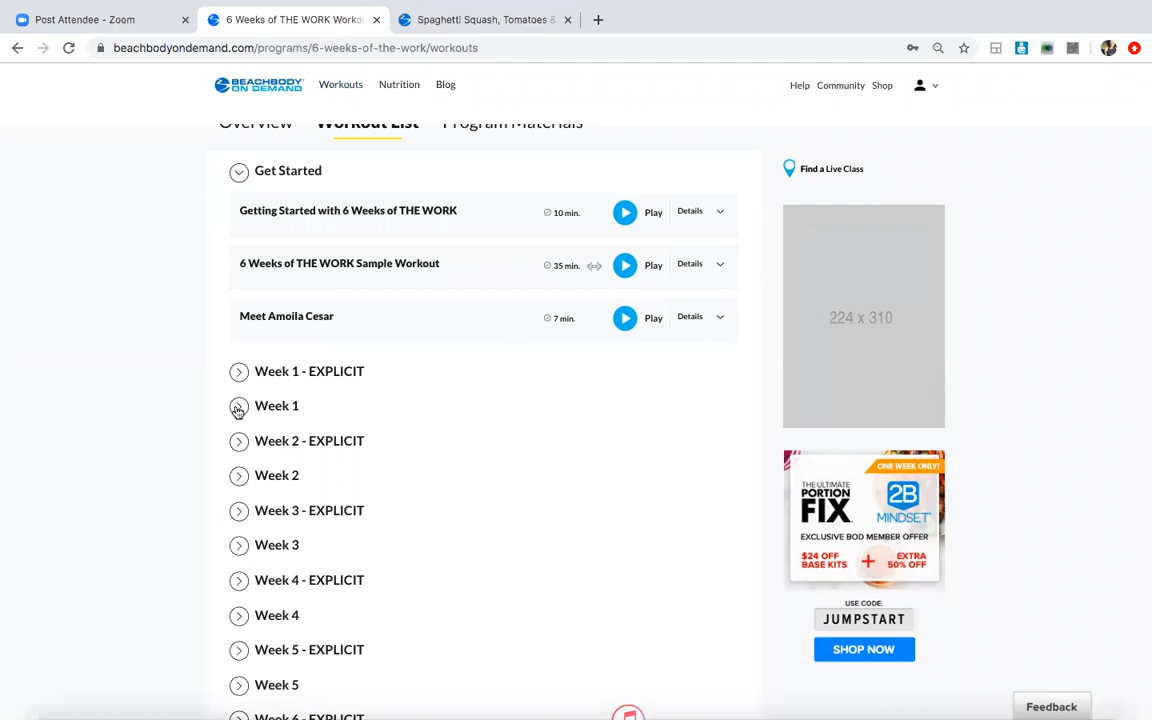 Post Attendee - Zoom
6 Weeks of THE WORK Workou
Spaghetti Squash, Tomatoes &
beachbodyondemand.com/programs/6-weeks-of-the-work/workouts
BEACHBODY ON DEMAND
Workouts
Nutrition
Blog
Help
Community
Shop
Overview
Workout List
Program Materials
Get Started
Getting Started with 6 Weeks of THE WORK
10 min.
Play
Details
6 Weeks of THE WORK Sample Workout
35 min.
Play
Details
Meet Amoila Cesar
7 min.
Play
Details
Week 1 - EXPLICIT
Week 1
Week 2 - EXPLICIT
Week 2
Week 3 - EXPLICIT
Week 3
Week 4 - EXPLICIT
Week 4
Week 5 - EXPLICIT
Week 5
Week 6 - EXPLICIT
Find a Live Class
224 x 310
ONE WEEK ONLY!
THE ULTIMATE
PORTION
FIX
2B
MINDSET
EXCLUSIVE BOD MEMBER OFFER
$24 OFF
BASE KITS
+
EXTRA
50% OFF
USE CODE:
JUMPSTART
SHOP NOW
Feedback